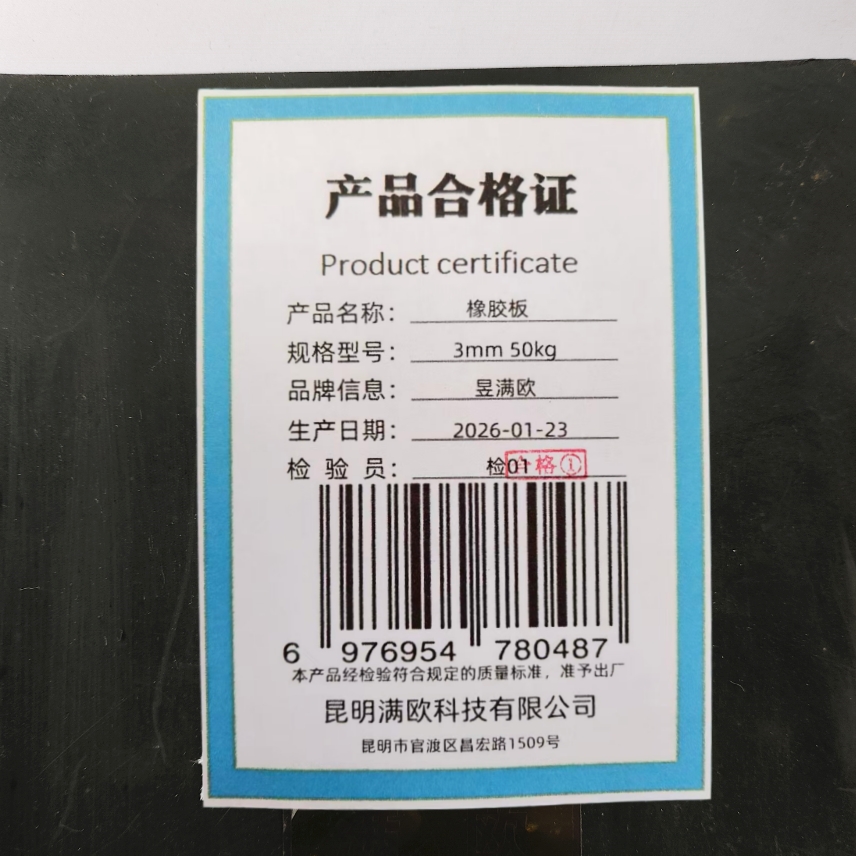 产品合格证
Product certificate
产品名称： 橡胶板
规格型号： 3mm 50kg
品牌信息： 昱满欧
生产日期： 2026-01-23
检 验 员： 检01 合格①
6 976954 780487
本产品经检验符合规定的质量标准，准予出厂
昆明满欧科技有限公司
昆明市官渡区昌宏路1509号